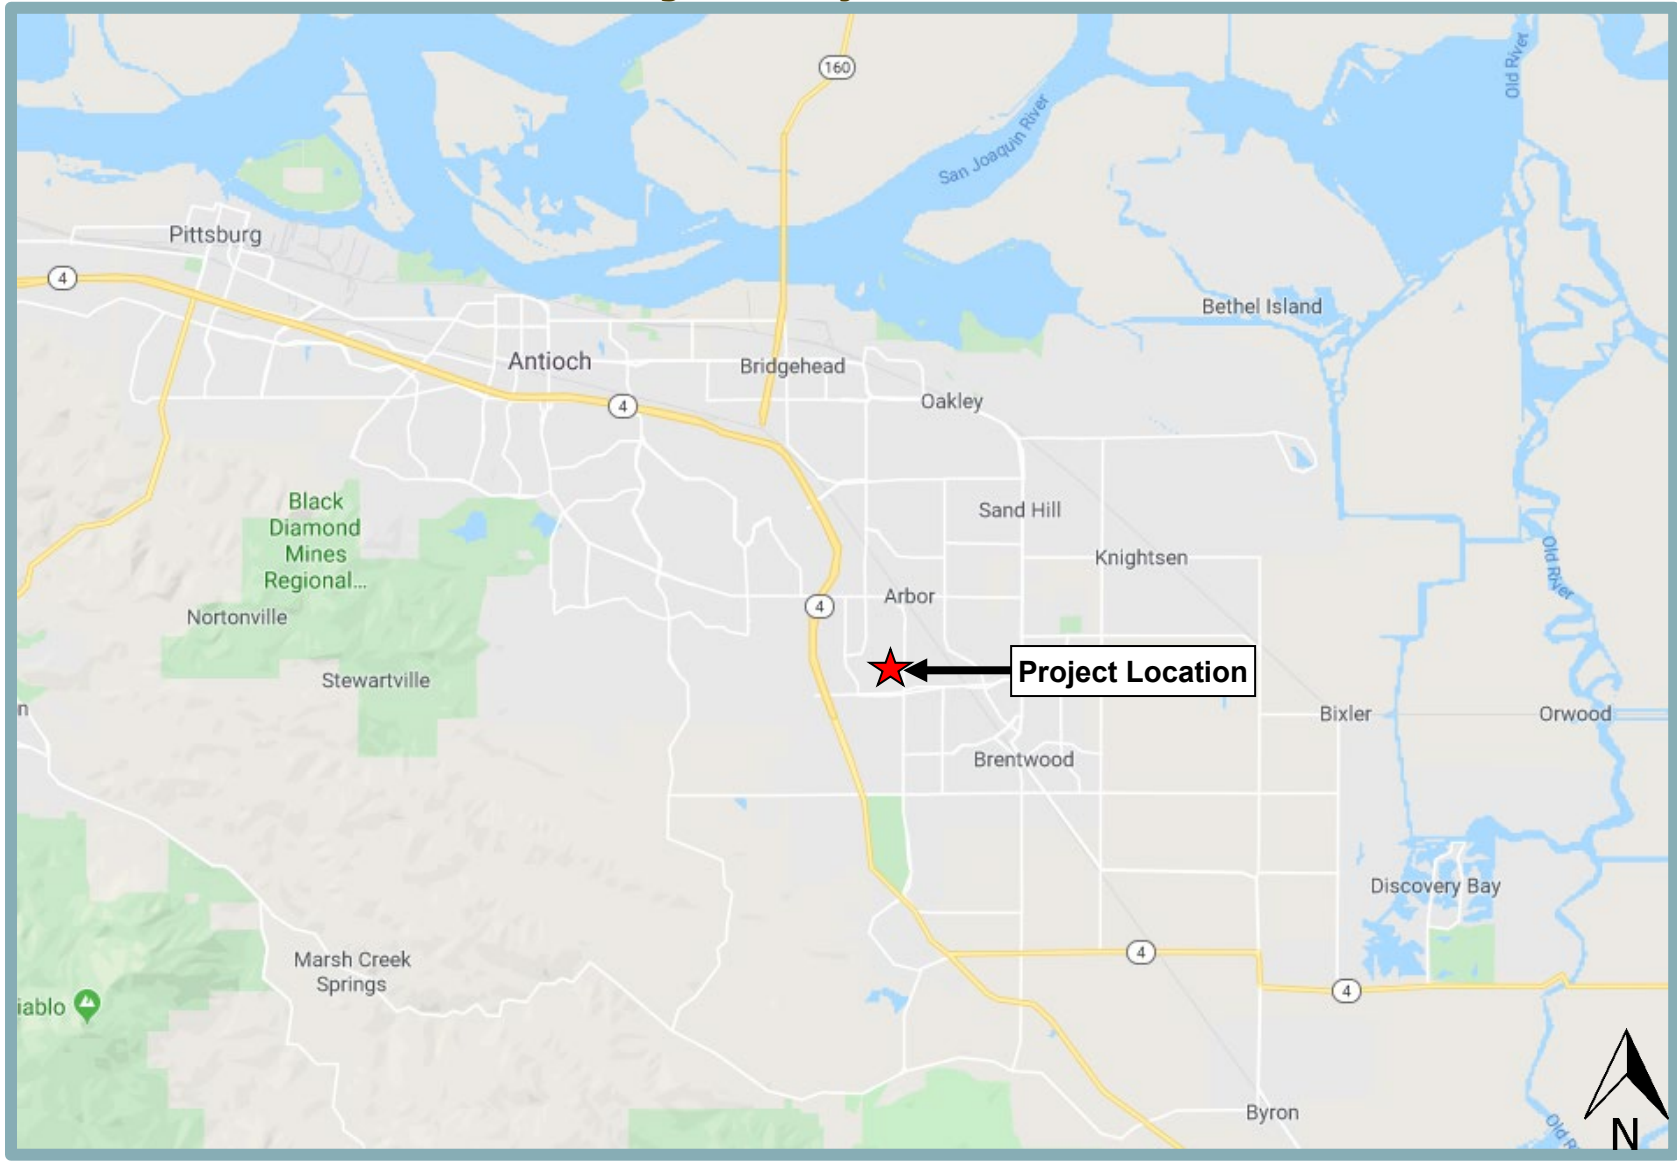 160
Old River
San Joaquin River
Pittsburg
4
Bethel Island
Antioch
Bridgehead
4
Oakley
Black
Diamond
Mines
Regional...
Sand Hill
Knightsen
Old River
Nortonville
4
Arbor
Stewartville
Project Location
n
Bixler
Orwood
Brentwood
Discovery Bay
Marsh Creek
Springs
4
4
iablo
Byron
Old R
N